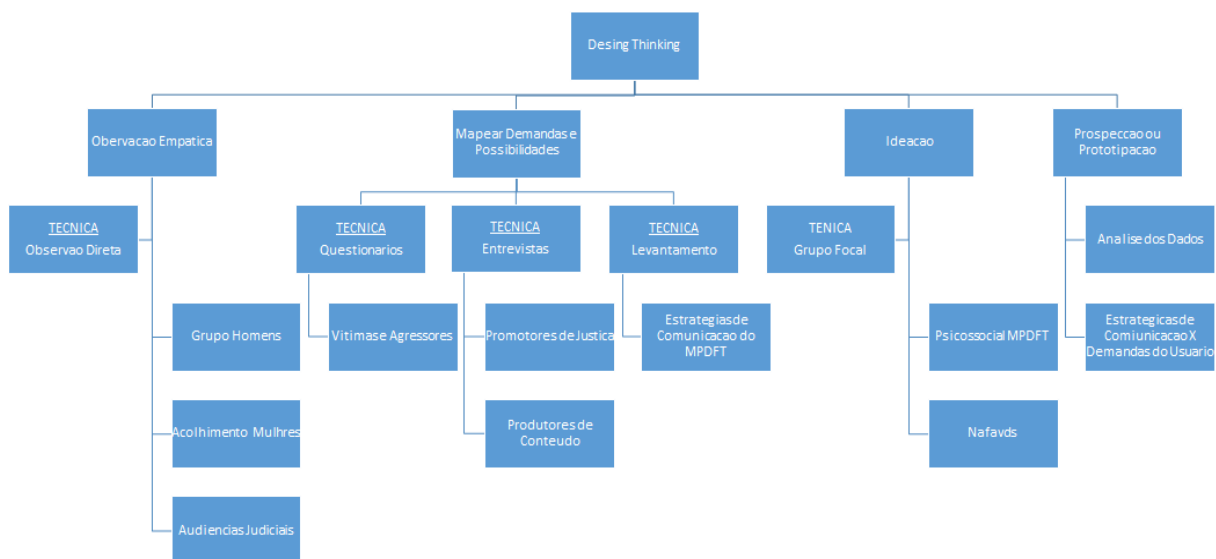 Desing Thinking
Obervacao Empatica
Mapear Demandas e
Possibilidades
Ideacao
Prospeccao ou
Prototipacao
TECNICA
Observao Direta
TECNICA
Questionarios
TECNICA
Entrevistas
TECNICA
Levantamento
TENICA
Grupo Focal
Analise dos Dados
Grupo Homens
Vitimas e Agressores
Promotores de Justica
Estrategias de
Comunicacao do
MPDFT
Psicossocial MPDFT
Estrategicas de
Comiunicacao X
Demandas do Usuario
Acolhimento Mulhres
Produtores de
Conteudo
Nafavds
Audiencias Judiciais